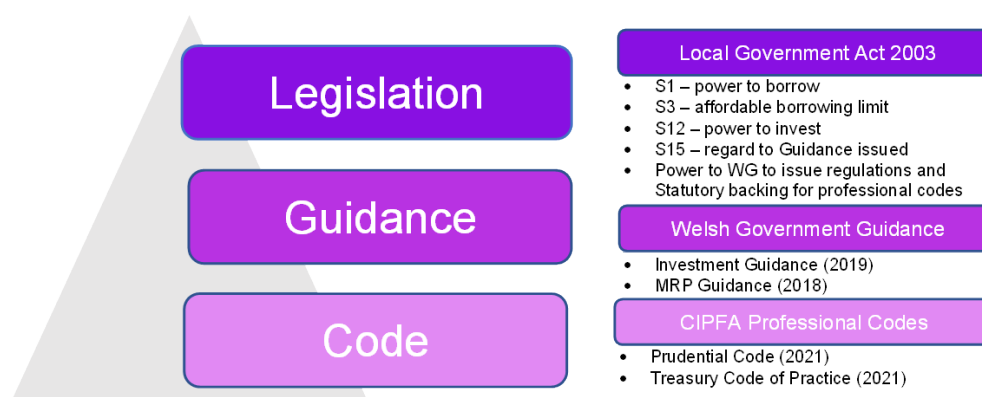 Legislation
Local Government Act 2003
• S1 – power to borrow
• S3 – affordable borrowing limit
• S12 – power to invest
• S15 – regard to Guidance issued
• Power to WG to issue regulations and
Statutory backing for professional codes
Guidance
Welsh Government Guidance
• Investment Guidance (2019)
• MRP Guidance (2018)
Code
CIPFA Professional Codes
• Prudential Code (2021)
• Treasury Code of Practice (2021)